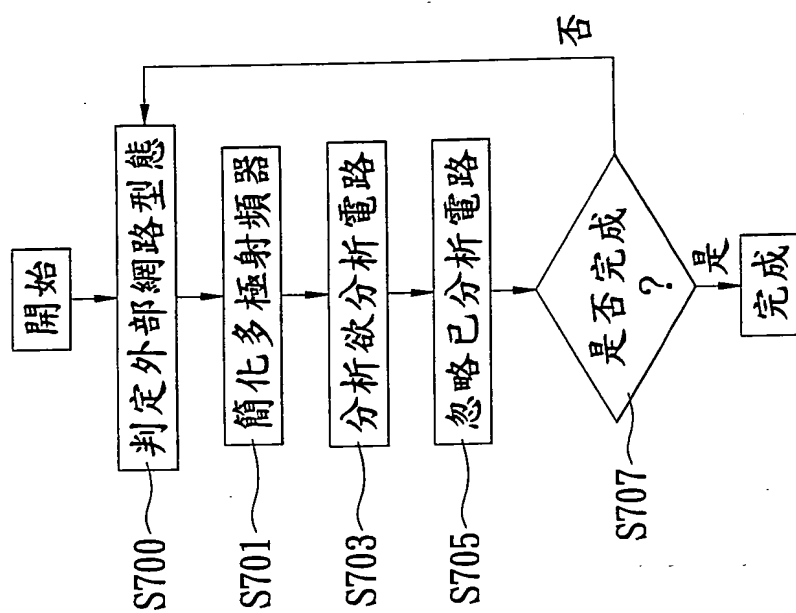 開始
S700
判定外部網路型態
S701
簡化多極射頻器
S703
分析欲分析電路
S705
忽略已分析電路
S707
是否完成
?
否
是
完成